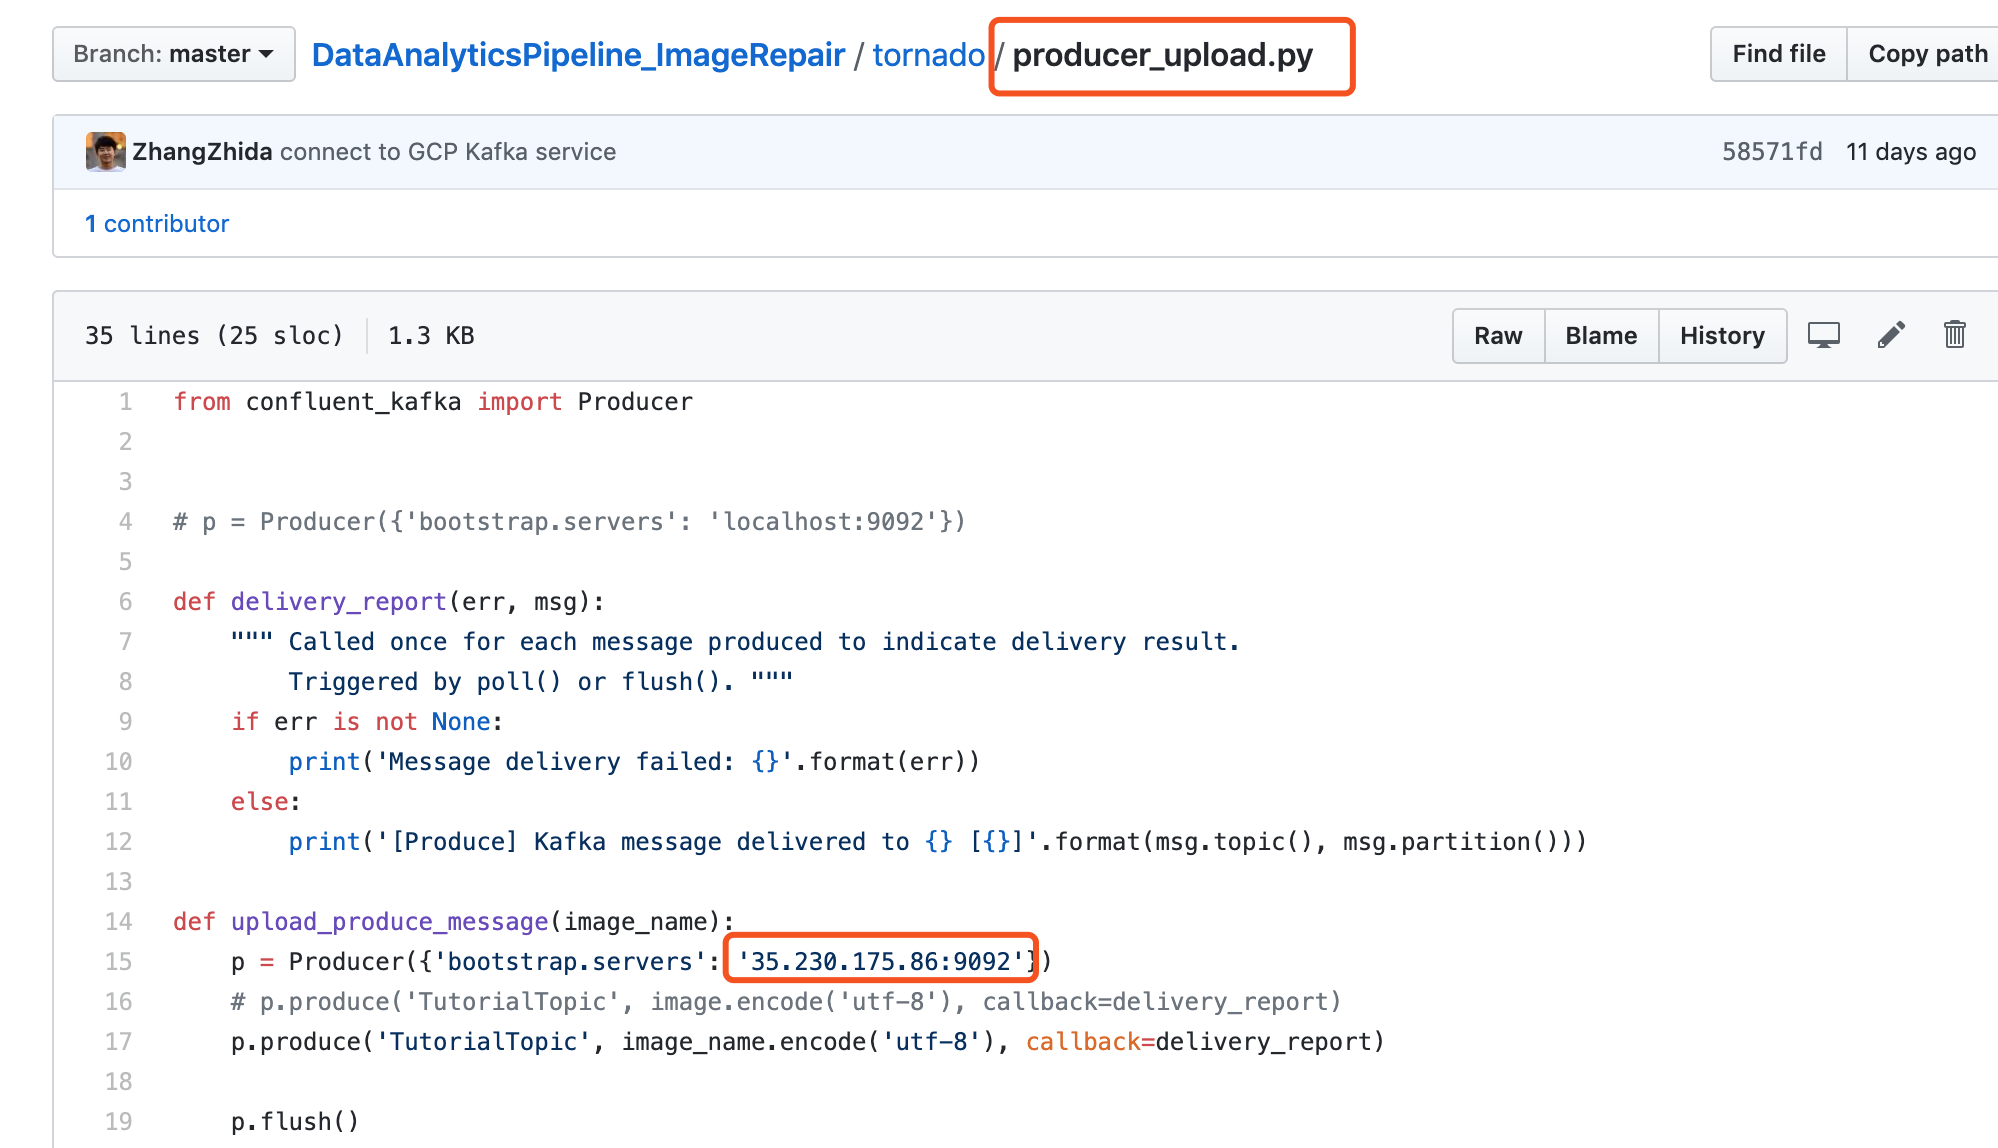 Branch: master DataAnalyticsPipeline_ImageRepair / tornado / producer_upload.py Find file Copy path
ZhangZhida connect to GCP Kafka service 58571fd 11 days ago
1 contributor
35 lines (25 sloc) 1.3 KB Raw Blame History
1 from confluent_kafka import Producer
2
3
4 # p = Producer({'bootstrap.servers': 'localhost:9092'})
5
6 def delivery_report(err, msg):
7     """ Called once for each message produced to indicate delivery result.
8         Triggered by poll() or flush(). """
9     if err is not None:
10         print('Message delivery failed: {}'.format(err))
11     else:
12         print('[Produce] Kafka message delivered to {} [{}]'.format(msg.topic(), msg.partition()))
13
14 def upload_produce_message(image_name):
15     p = Producer({'bootstrap.servers': '35.230.175.86:9092'})
16     # p.produce('TutorialTopic', image.encode('utf-8'), callback=delivery_report)
17     p.produce('TutorialTopic', image_name.encode('utf-8'), callback=delivery_report)
18
19     p.flush()